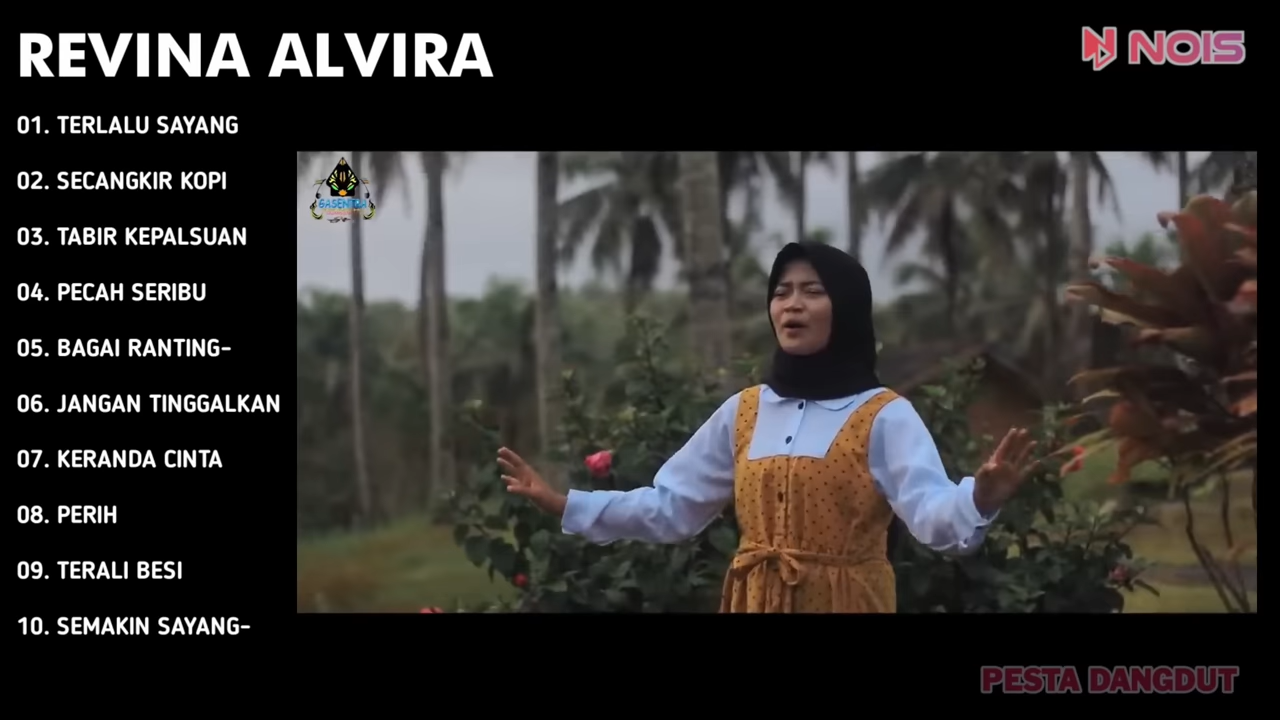 REVINA ALVIRA
NOIS
01. TERLALU SAYANG
02. SECANGKIR KOPI
03. TABIR KEPALSUAN
04. PECAH SERIBU
05. BAGAI RANTING-
06. JANGAN TINGGALKAN
07. KERANDA CINTA
08. PERIH
09. TERALI BESI
10. SEMAKIN SAYANG-
GASENTRA
PESTA DANGDUT